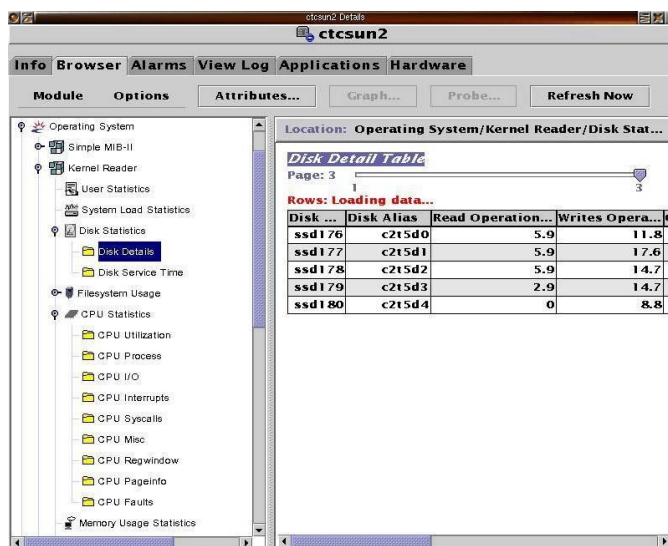 ctcsun2 Details
ctcsun2
Info Browser Alarms View Log Applications Hardware
Module Options Attributes... Graph... Probe... Refresh Now
Operating System
Simple MIB-II
Kernel Reader
User Statistics
System Load Statistics
Disk Statistics
Disk Details
Disk Service Time
Filesystem Usage
CPU Statistics
CPU Utilization
CPU Process
CPU I/O
CPU Interrupts
CPU Syscalls
CPU Misc
CPU Regwindow
CPU Pageinfo
CPU Faults
Memory Usage Statistics
Location: Operating System/Kernel Reader/Disk Stat...
Disk Detail Table
Page: 3
1 3
Rows: Loading data...
Disk ... Disk Alias Read Operation... Writes Opera...
ssd176 c2t5d0 5.9 11.8
ssd177 c2t5d1 5.9 17.6
ssd178 c2t5d2 5.9 14.7
ssd179 c2t5d3 2.9 14.7
ssd180 c2t5d4 0 8.8